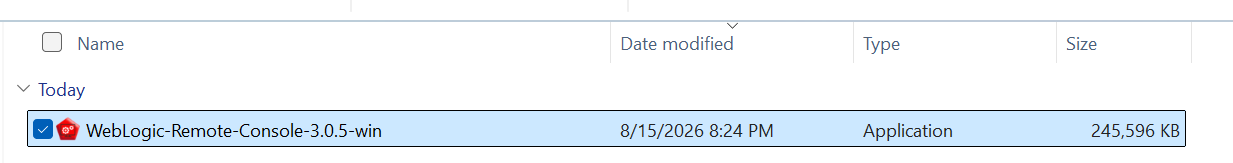 Name Date modified Type Size
Today
WebLogic-Remote-Console-3.0.5-win 8/15/2026 8:24 PM Application 245,596 KB